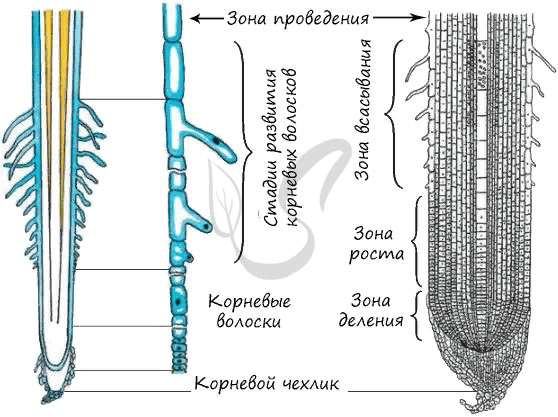 Зона проведения
Стадии развития
корневых волосков
Зона всасывания
Зона
роста
Корневые
волоски
Зона
деления
Корневой чехлик